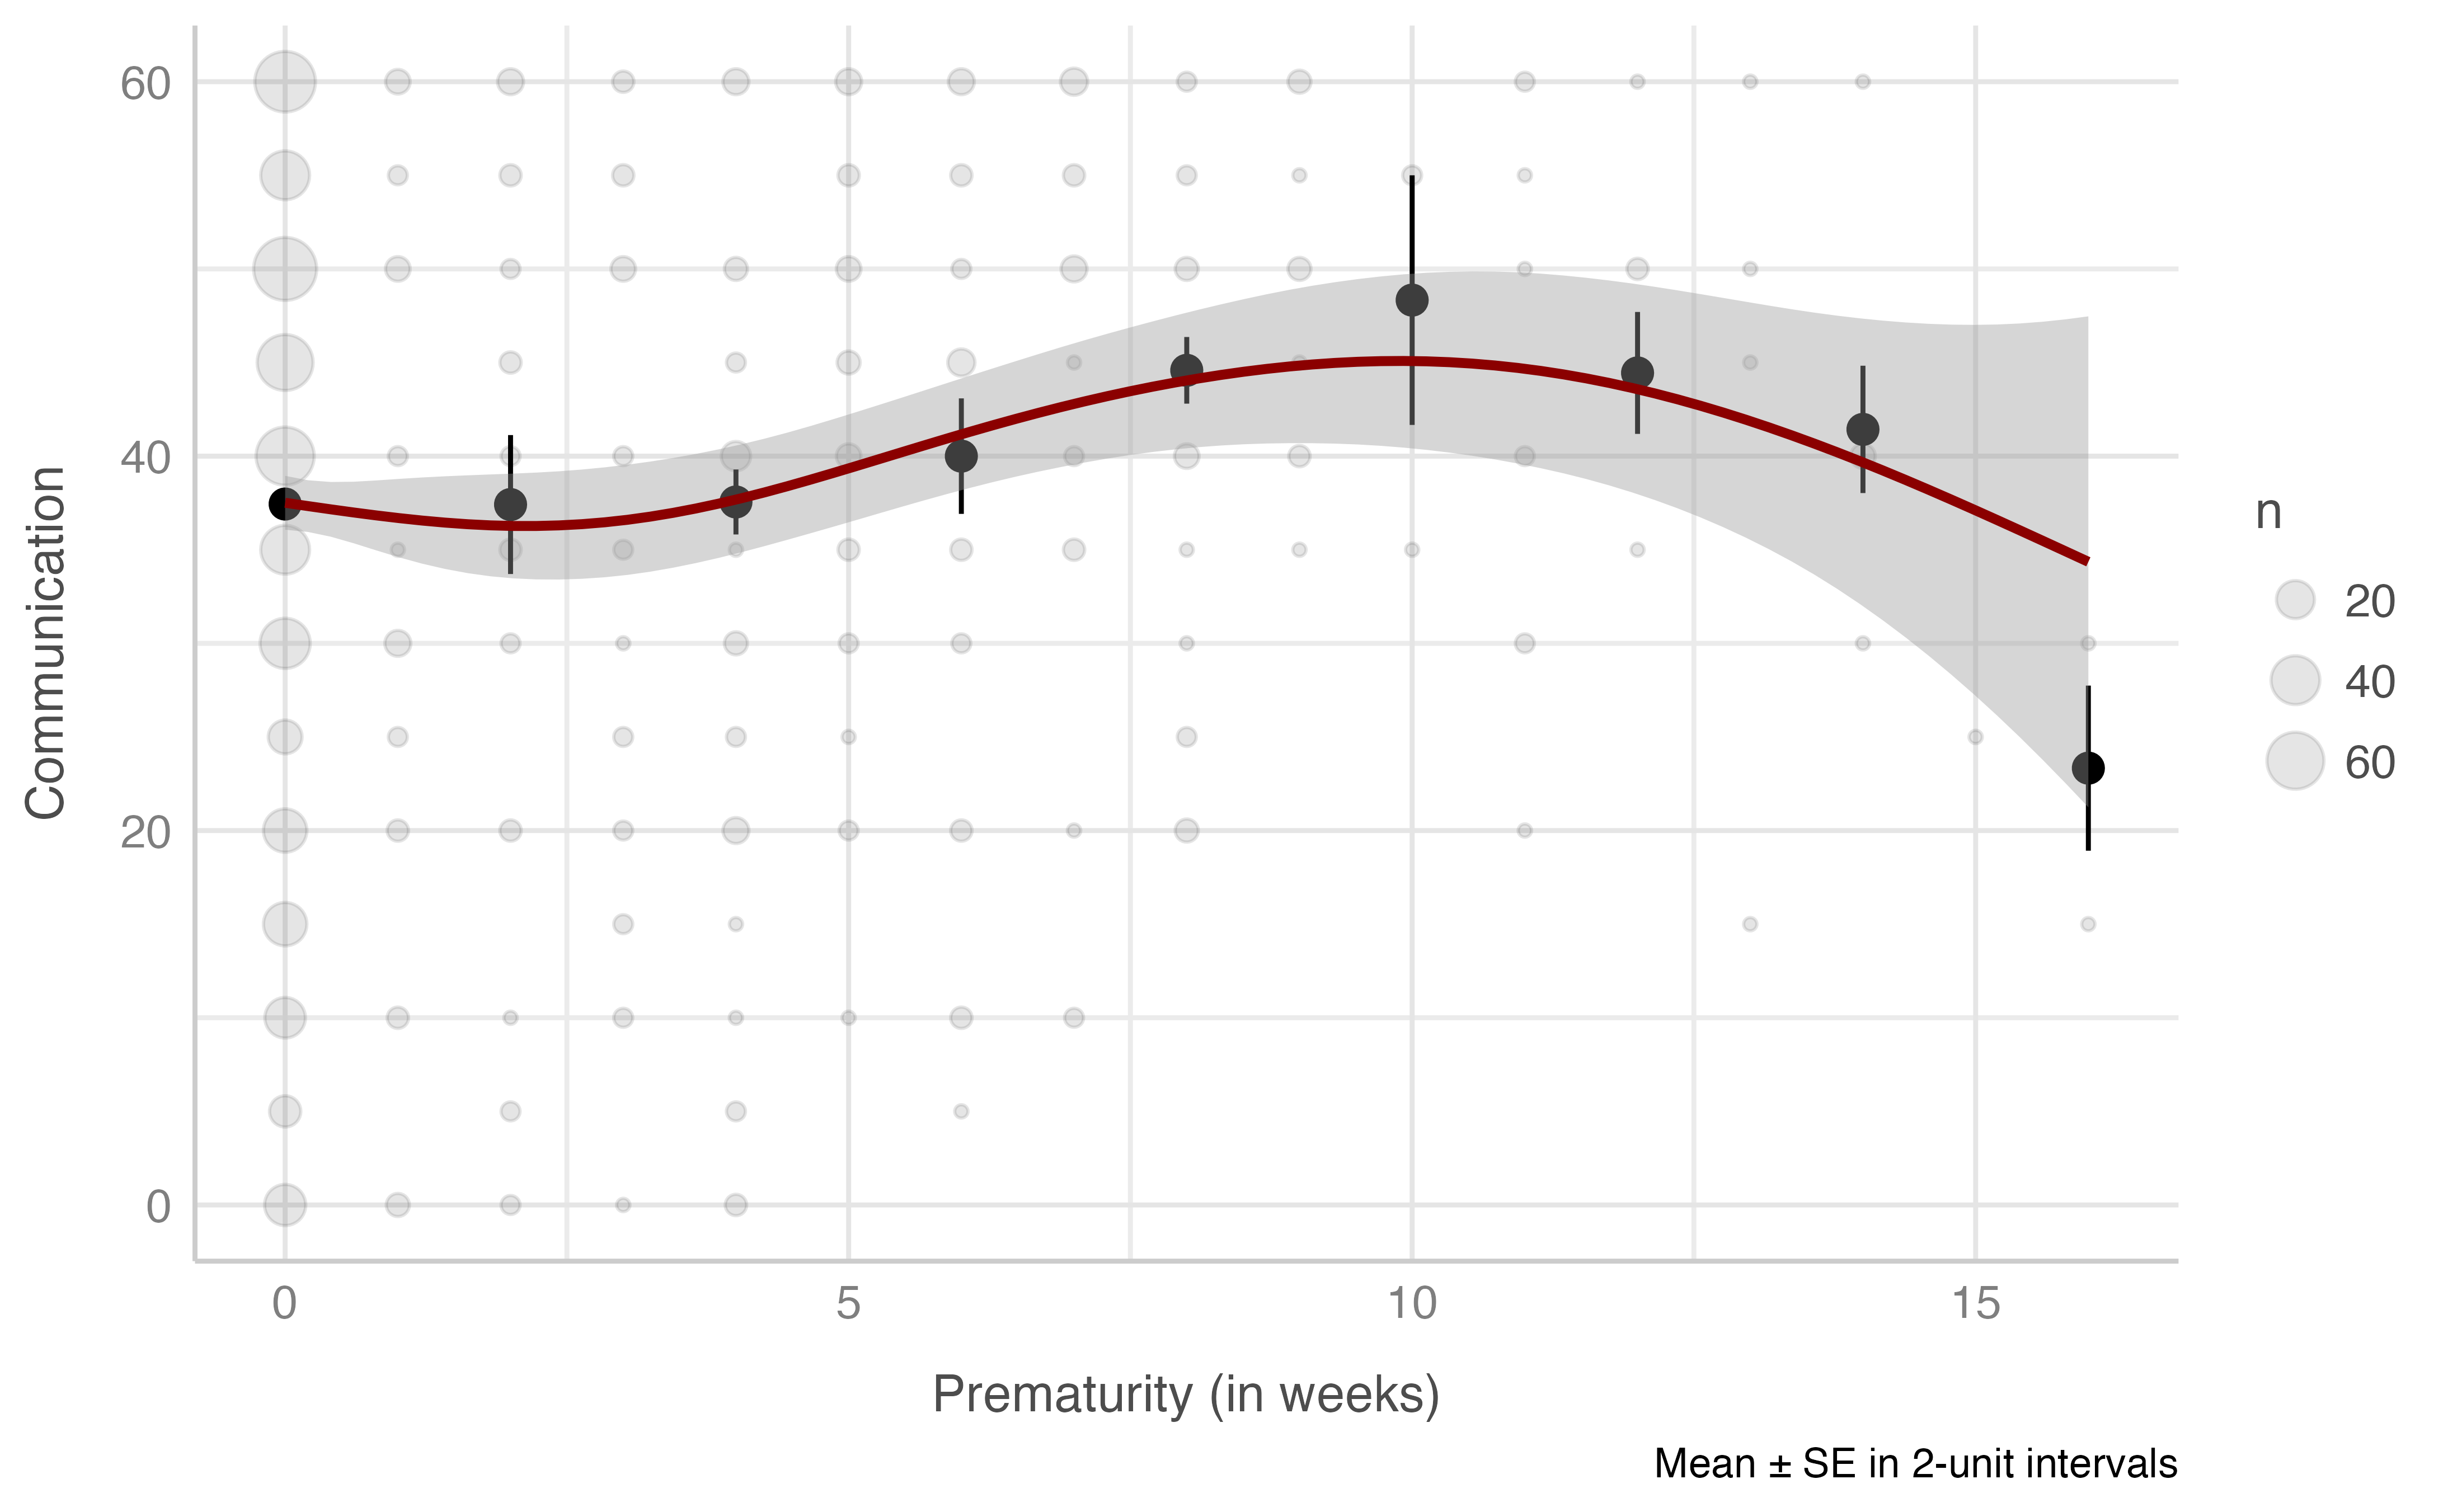 Communication
60
40
20
0
0 5 10 15
Prematurity (in weeks)
n
20
40
60
Mean ± SE in 2-unit intervals